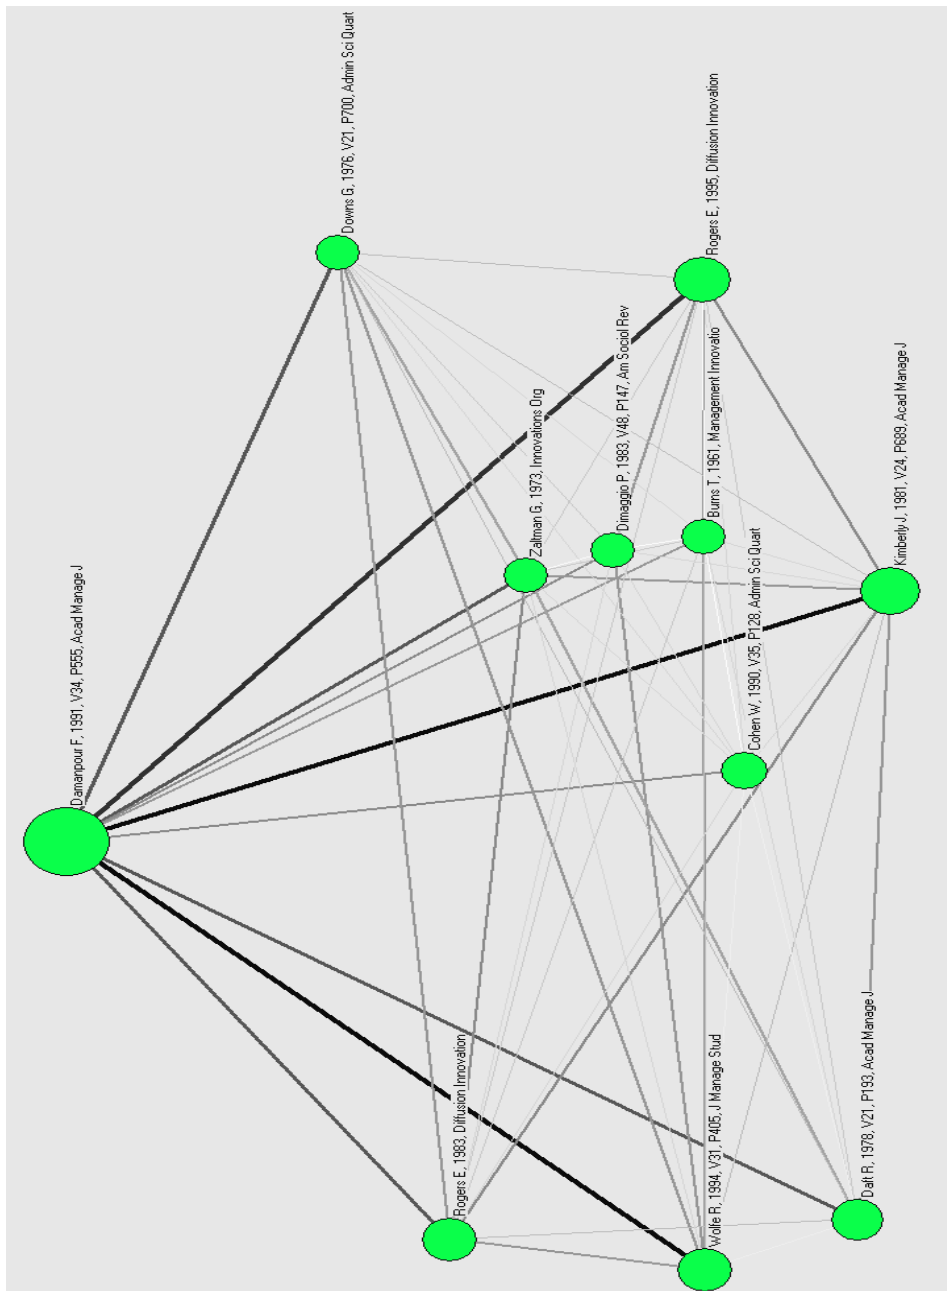 Damanpour F, 1991, V34, P555, Acad Manage J
Downs G, 1976, V21, P700, Admin Sci Quart
Rogers E, 1983, Diffusion Innovation
Zaltman G, 1973, Innovations Org
Dimaggio P, 1983, V48, P147, Am Sociol Rev
Rogers E, 1995, Diffusion Innovation
Burns T, 1961, Management Innovatio
Wolfe R, 1994, V31, P405, J Manage Stud
Cohen W, 1990, V35, P128, Admin Sci Quart
Daft R, 1978, V21, P193, Acad Manage J
Kimberly J, 1981, V24, P689, Acad Manage J